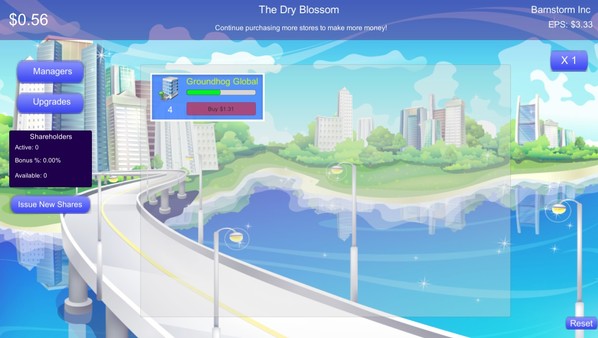 $0.56
The Dry Blossom
Continue purchasing more stores to make more money!
Barnstorm Inc
EPS: $3.33
X 1
Managers
Upgrades
Groundhog Global
4
Buy $1.31
Shareholders
Active: 0
Bonus %: 0.00%
Available: 0
Issue New Shares
Reset